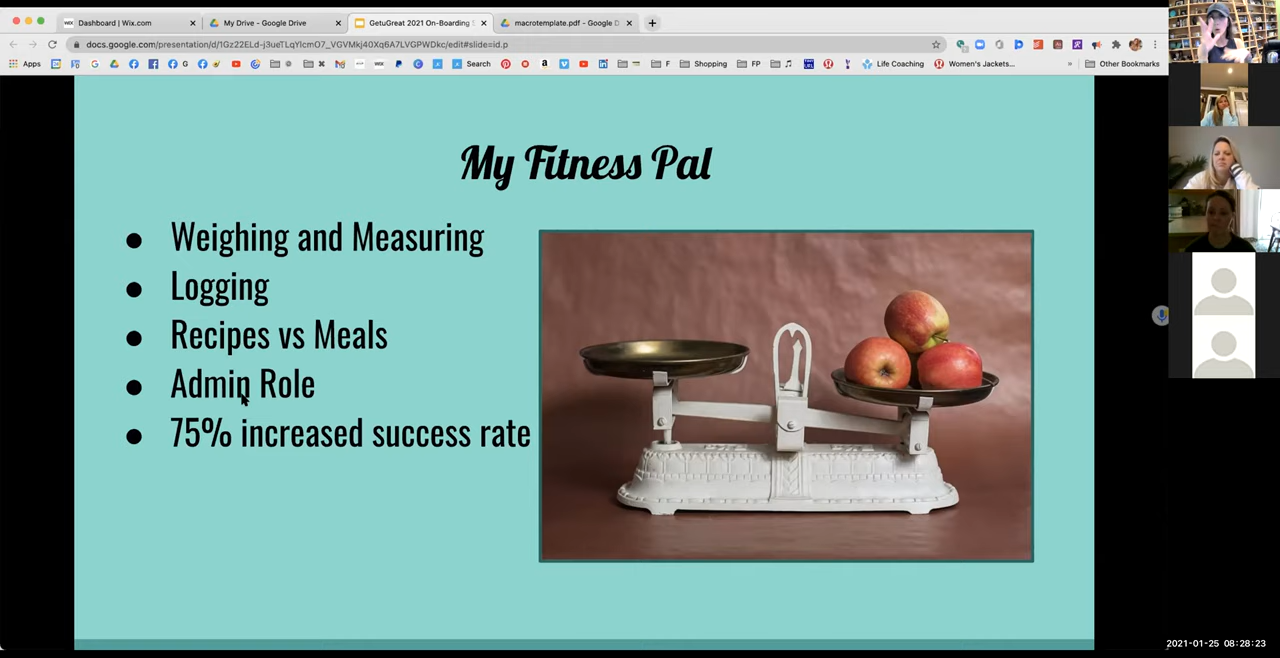 Dashboard | Wix.com
My Drive - Google Drive
GetuGreat 2021 On-Boarding S
macrotemplate.pdf - Google D
docs.google.com/presentation/d/1Gz22ELd-j3ueTLqYlcmO7_VGVMkj40Xq6A7LVGPWDkc/edit#slide=id.p
Apps
G
Search
F
Shopping
FP
Life Coaching
Women's Jackets...
»
Other Bookmarks
My Fitness Pal
● Weighing and Measuring
● Logging
● Recipes vs Meals
● Admin Role
● 75% increased success rate
2021-01-25 08:28:23